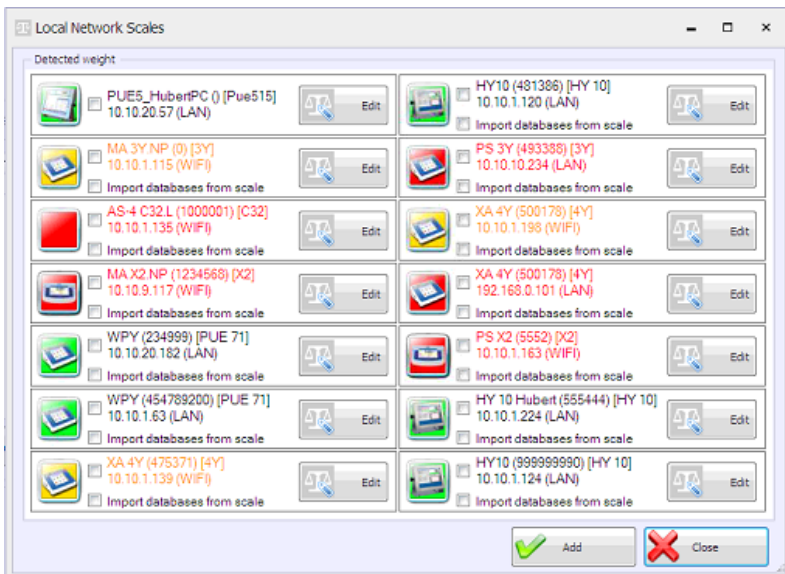 Local Network Scales
Detected weight
PUE5_HubertPC () [Pue515]
10.10.20.57 (LAN)
Edit
MA 3Y.NP (0) [3Y]
10.10.1.115 (WIFI)
Import databases from scale
Edit
AS-4 C32.L (1000001) [C32]
10.10.1.135 (WIFI)
Import databases from scale
Edit
MA X2.NP (1234568) [X2]
10.10.9.117 (WIFI)
Import databases from scale
Edit
WPY (234999) [PUE 71]
10.10.20.182 (LAN)
Import databases from scale
Edit
WPY (454789200) [PUE 71]
10.10.1.63 (LAN)
Import databases from scale
Edit
XA 4Y (475371) [4Y]
10.10.1.139 (WIFI)
Import databases from scale
Edit
HY10 (481386) [HY 10]
10.10.1.120 (LAN)
Import databases from scale
Edit
PS 3Y (493388) [3Y]
10.10.10.234 (LAN)
Import databases from scale
Edit
XA 4Y (500178) [4Y]
10.10.1.198 (WIFI)
Import databases from scale
Edit
XA 4Y (500178) [4Y]
192.168.0.101 (LAN)
Import databases from scale
Edit
PS X2 (5552) [X2]
10.10.1.163 (WIFI)
Import databases from scale
Edit
HY 10 Hubert (555444) [HY 10]
10.10.1.224 (LAN)
Import databases from scale
Edit
HY10 (999999990) [HY 10]
10.10.1.124 (LAN)
Import databases from scale
Edit
Add
Close